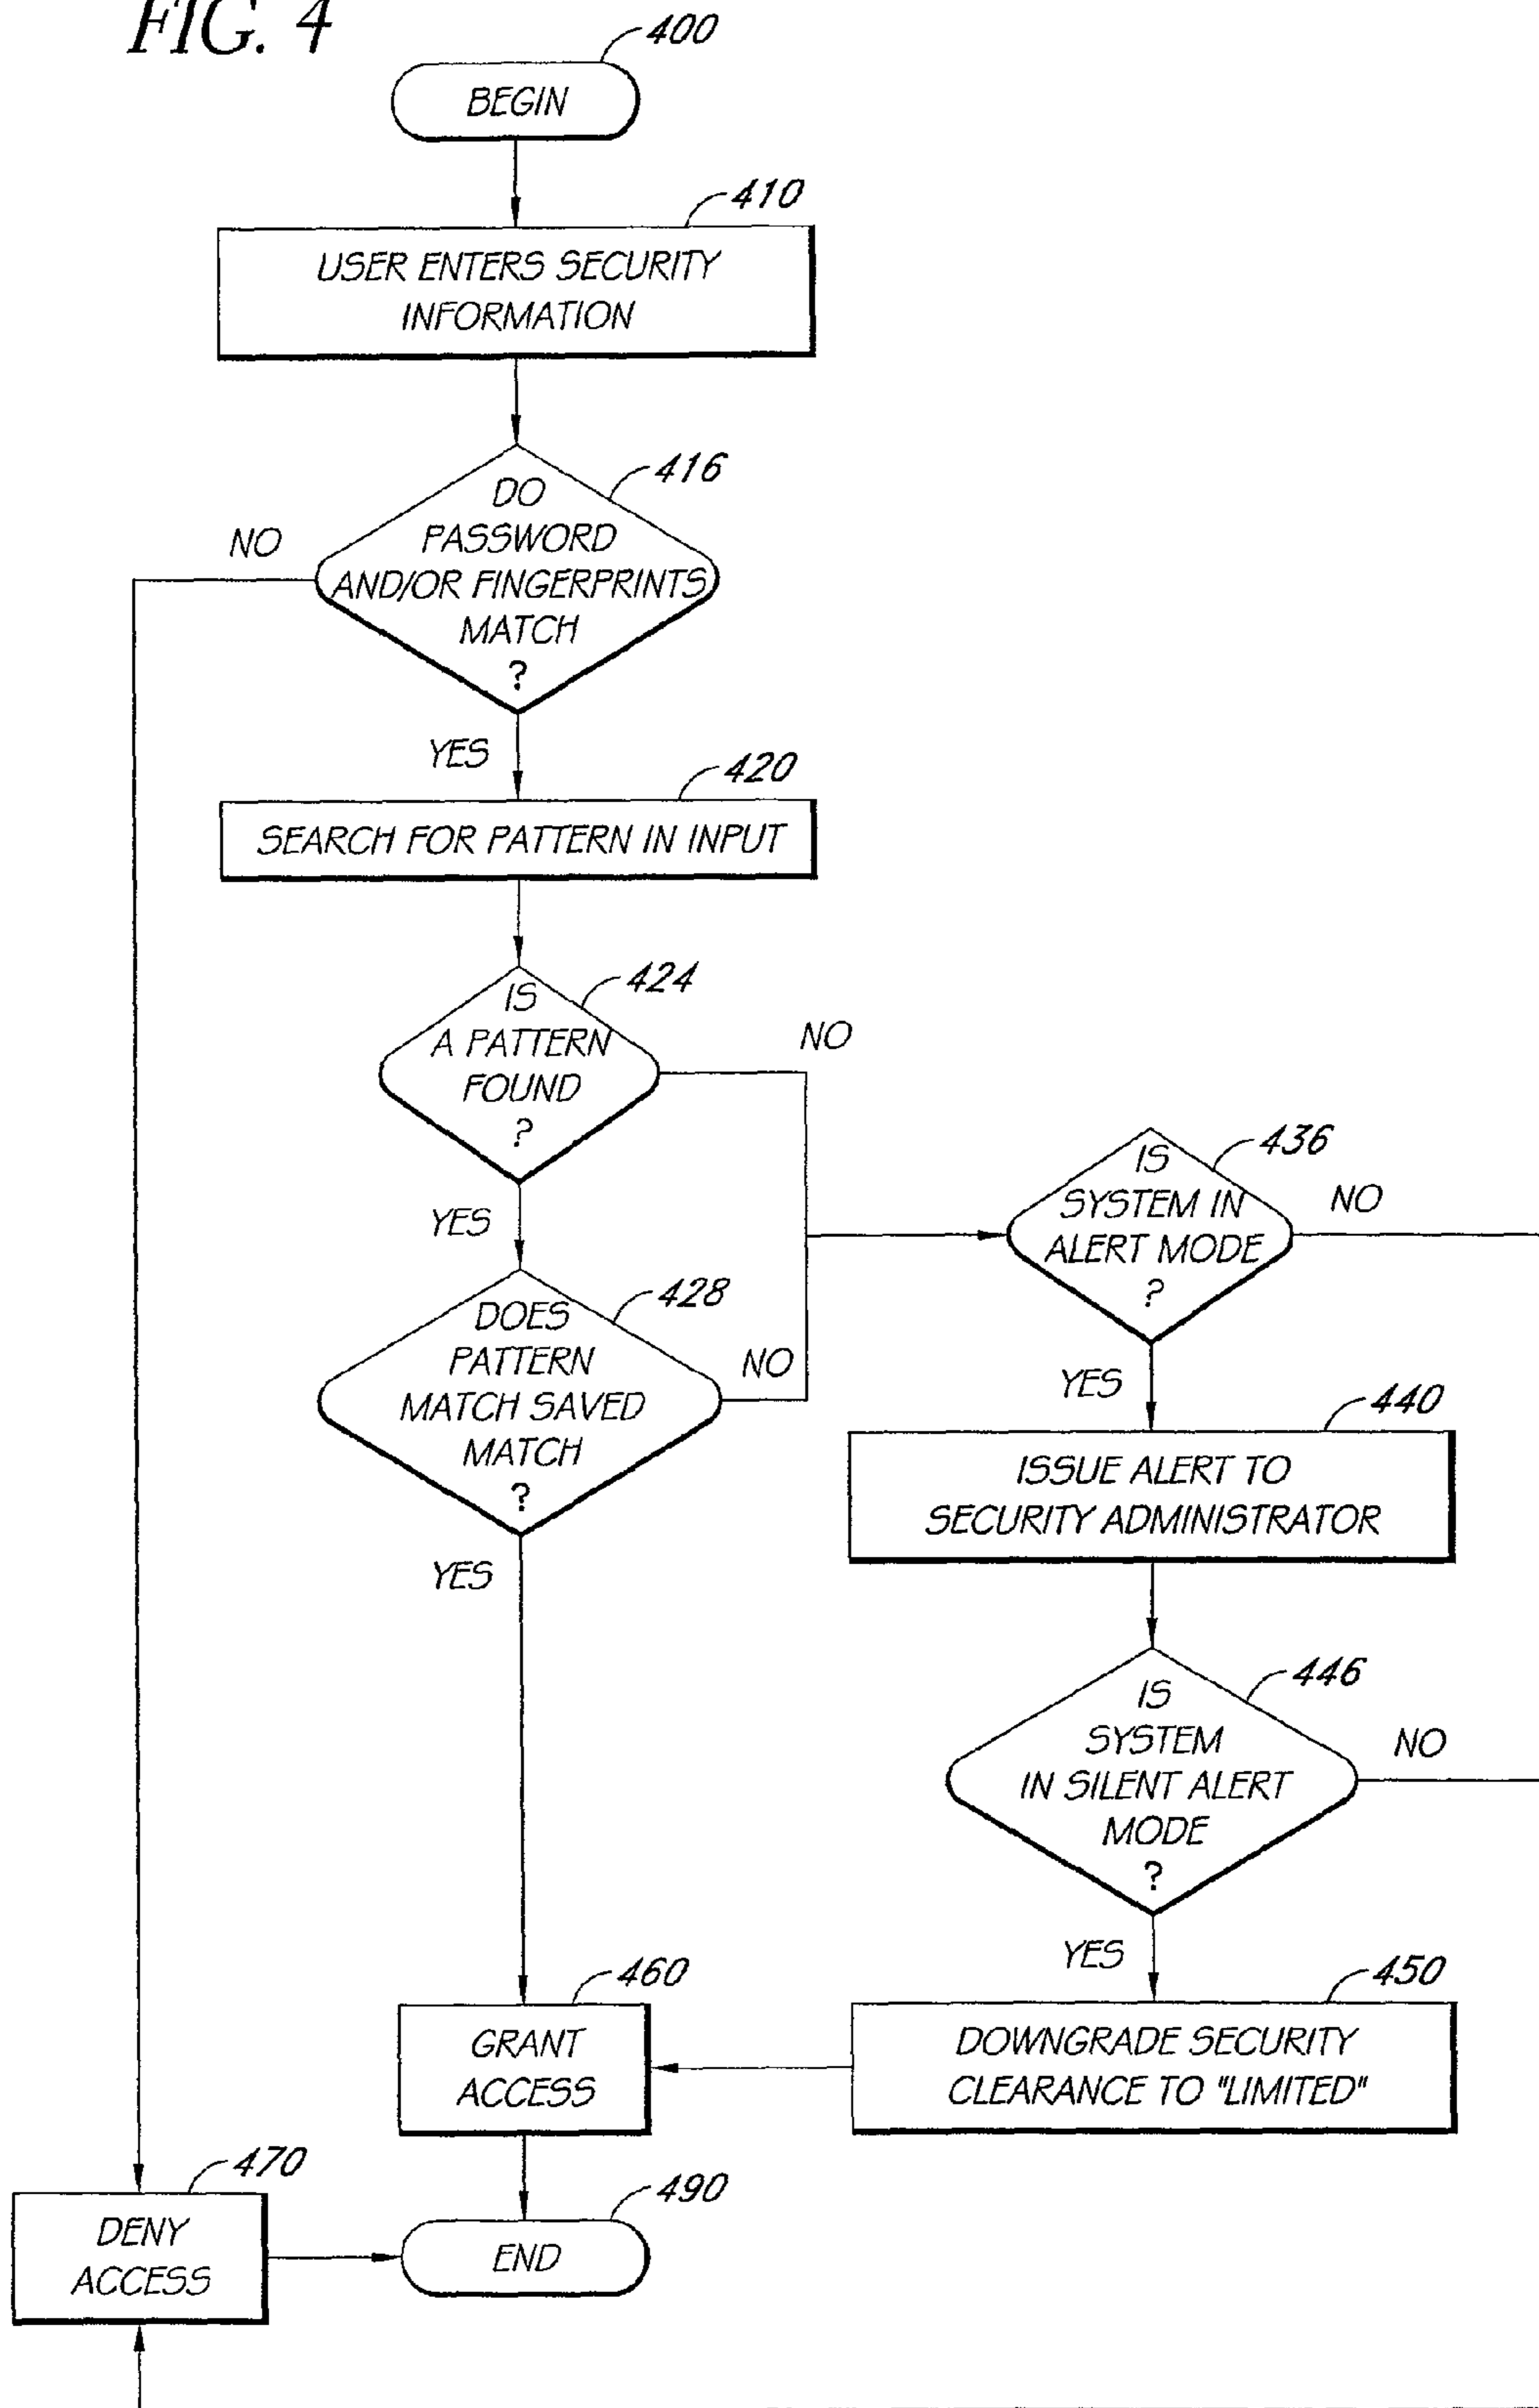 FIG. 4
400
BEGIN
410
USER ENTERS SECURITY
INFORMATION
416
DO
PASSWORD
AND/OR FINGERPRINTS
MATCH
?
NO
YES
420
SEARCH FOR PATTERN IN INPUT
424
IS
A PATTERN
FOUND
?
NO
YES
428
DOES
PATTERN
MATCH SAVED
MATCH
?
NO
YES
436
IS
SYSTEM IN
ALERT MODE
?
NO
YES
440
ISSUE ALERT TO
SECURITY ADMINISTRATOR
446
IS
SYSTEM
IN SILENT ALERT
MODE
?
NO
YES
450
DOWNGRADE SECURITY
CLEARANCE TO "LIMITED"
460
GRANT
ACCESS
470
DENY
ACCESS
490
END